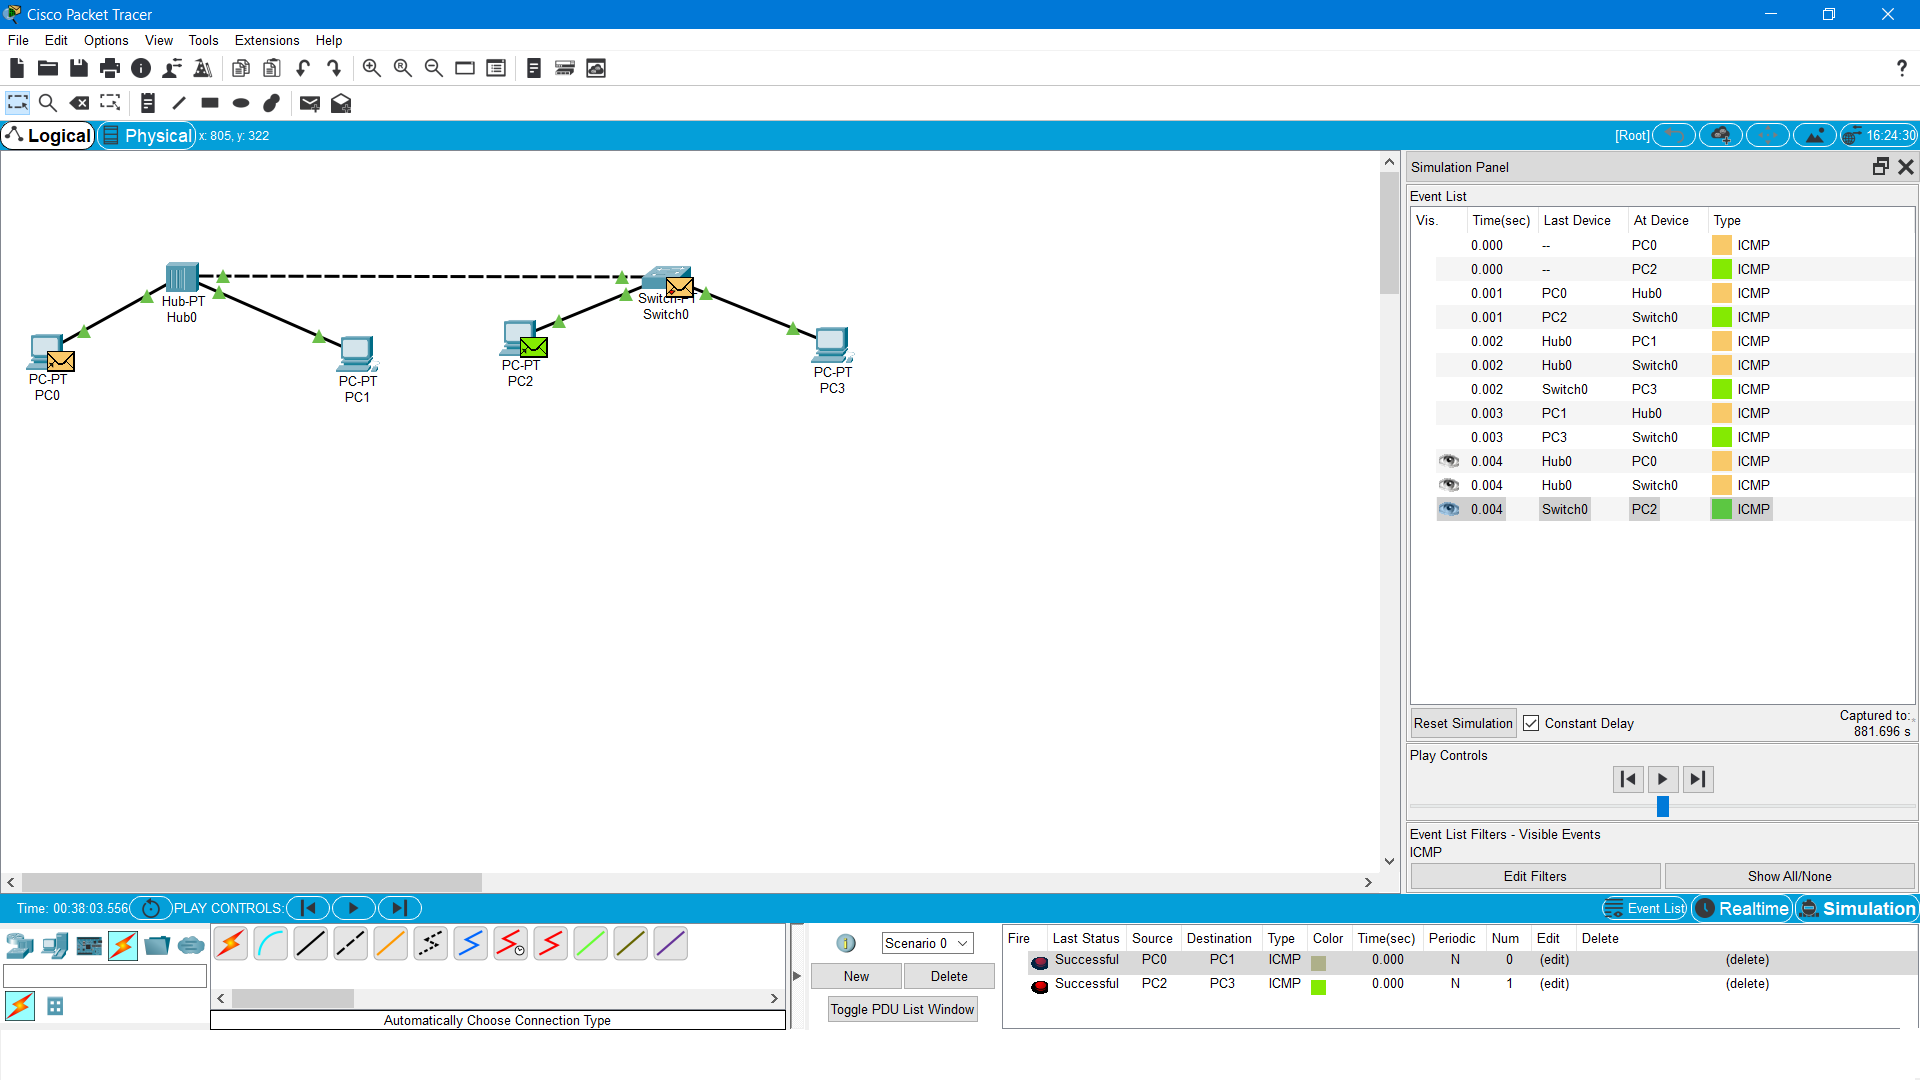 Cisco Packet Tracer
File Edit Options View Tools Extensions Help
Logical Physical x: 805, y: 322 [Root] 16:24:30
Simulation Panel
Event List
Vis. Time(sec) Last Device At Device Type
0.000 -- PC0 ICMP
0.000 -- PC2 ICMP
0.001 PC0 Hub0 ICMP
0.001 PC2 Switch0 ICMP
0.002 Hub0 PC1 ICMP
0.002 Hub0 Switch0 ICMP
0.002 Switch0 PC3 ICMP
0.003 PC1 Hub0 ICMP
0.003 PC3 Switch0 ICMP
0.004 Hub0 PC0 ICMP
0.004 Hub0 Switch0 ICMP
0.004 Switch0 PC2 ICMP
Hub-PT
Hub0
Switch-PT
Switch0
PC-PT
PC0
PC-PT
PC1
PC-PT
PC2
PC-PT
PC3
Reset Simulation Constant Delay Captured to:
881.696 s
Play Controls
Event List Filters - Visible Events
ICMP
Edit Filters Show All/None
Time: 00:38:03.556 PLAY CONTROLS: Event List Realtime Simulation
Scenario 0
New Delete
Toggle PDU List Window
Automatically Choose Connection Type
Fire Last Status Source Destination Type Color Time(sec) Periodic Num Edit Delete
Successful PC0 PC1 ICMP 0.000 N 0 (edit) (delete)
Successful PC2 PC3 ICMP 0.000 N 1 (edit) (delete)